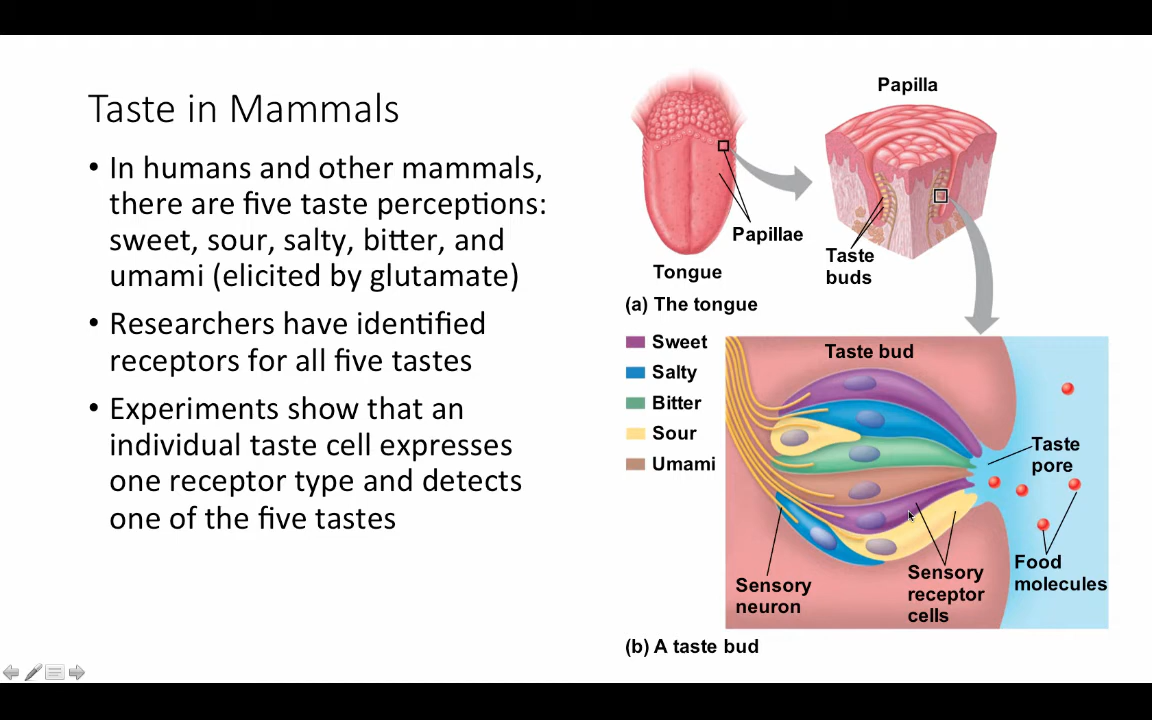 Taste in Mammals
• In humans and other mammals,
there are five taste perceptions:
sweet, sour, salty, bitter, and
umami (elicited by glutamate)
• Researchers have identified
receptors for all five tastes
• Experiments show that an
individual taste cell expresses
one receptor type and detects
one of the five tastes
Papilla
Papillae
Tongue
Taste
buds
(a) The tongue
Sweet
Salty
Bitter
Sour
Umami
Taste bud
Taste
pore
Sensory
neuron
Sensory
receptor
cells
Food
molecules
(b) A taste bud